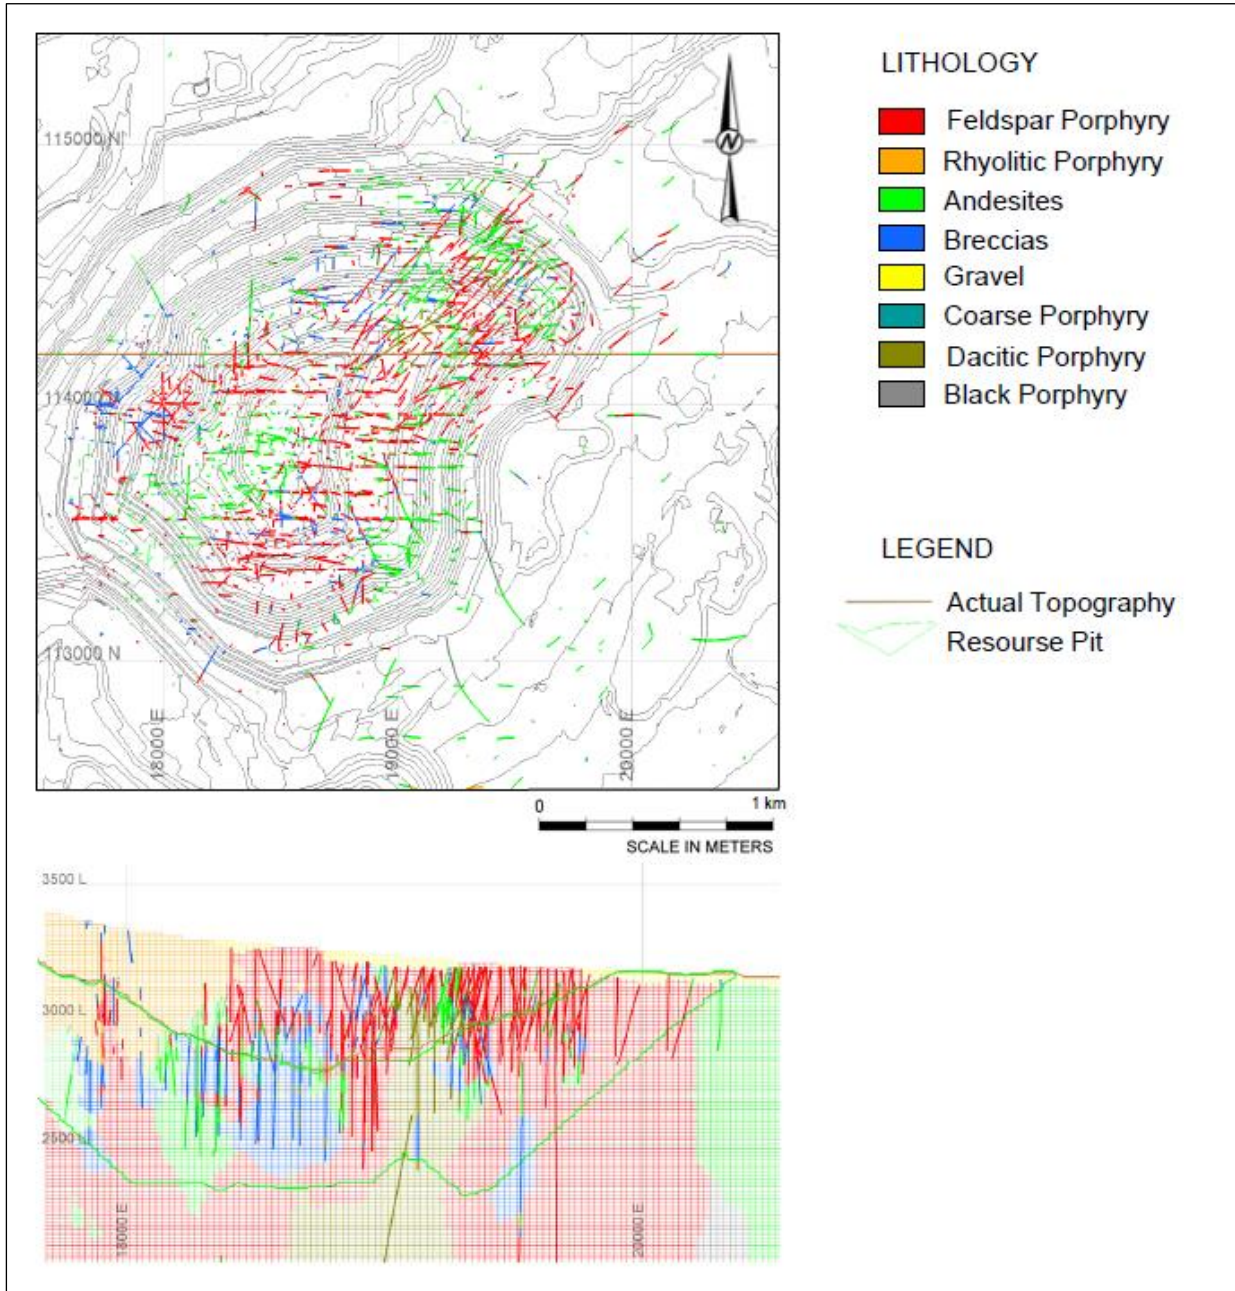 115000 N
114000 N
113000 N
18000 E
19000 E
20000 E
N
0 1 km
SCALE IN METERS
LITHOLOGY
Feldspar Porphyry
Rhyolitic Porphyry
Andesites
Breccias
Gravel
Coarse Porphyry
Dacitic Porphyry
Black Porphyry
LEGEND
Actual Topography
Resourse Pit
3500 L
3000 L
2500 L
18000 E
20000 E